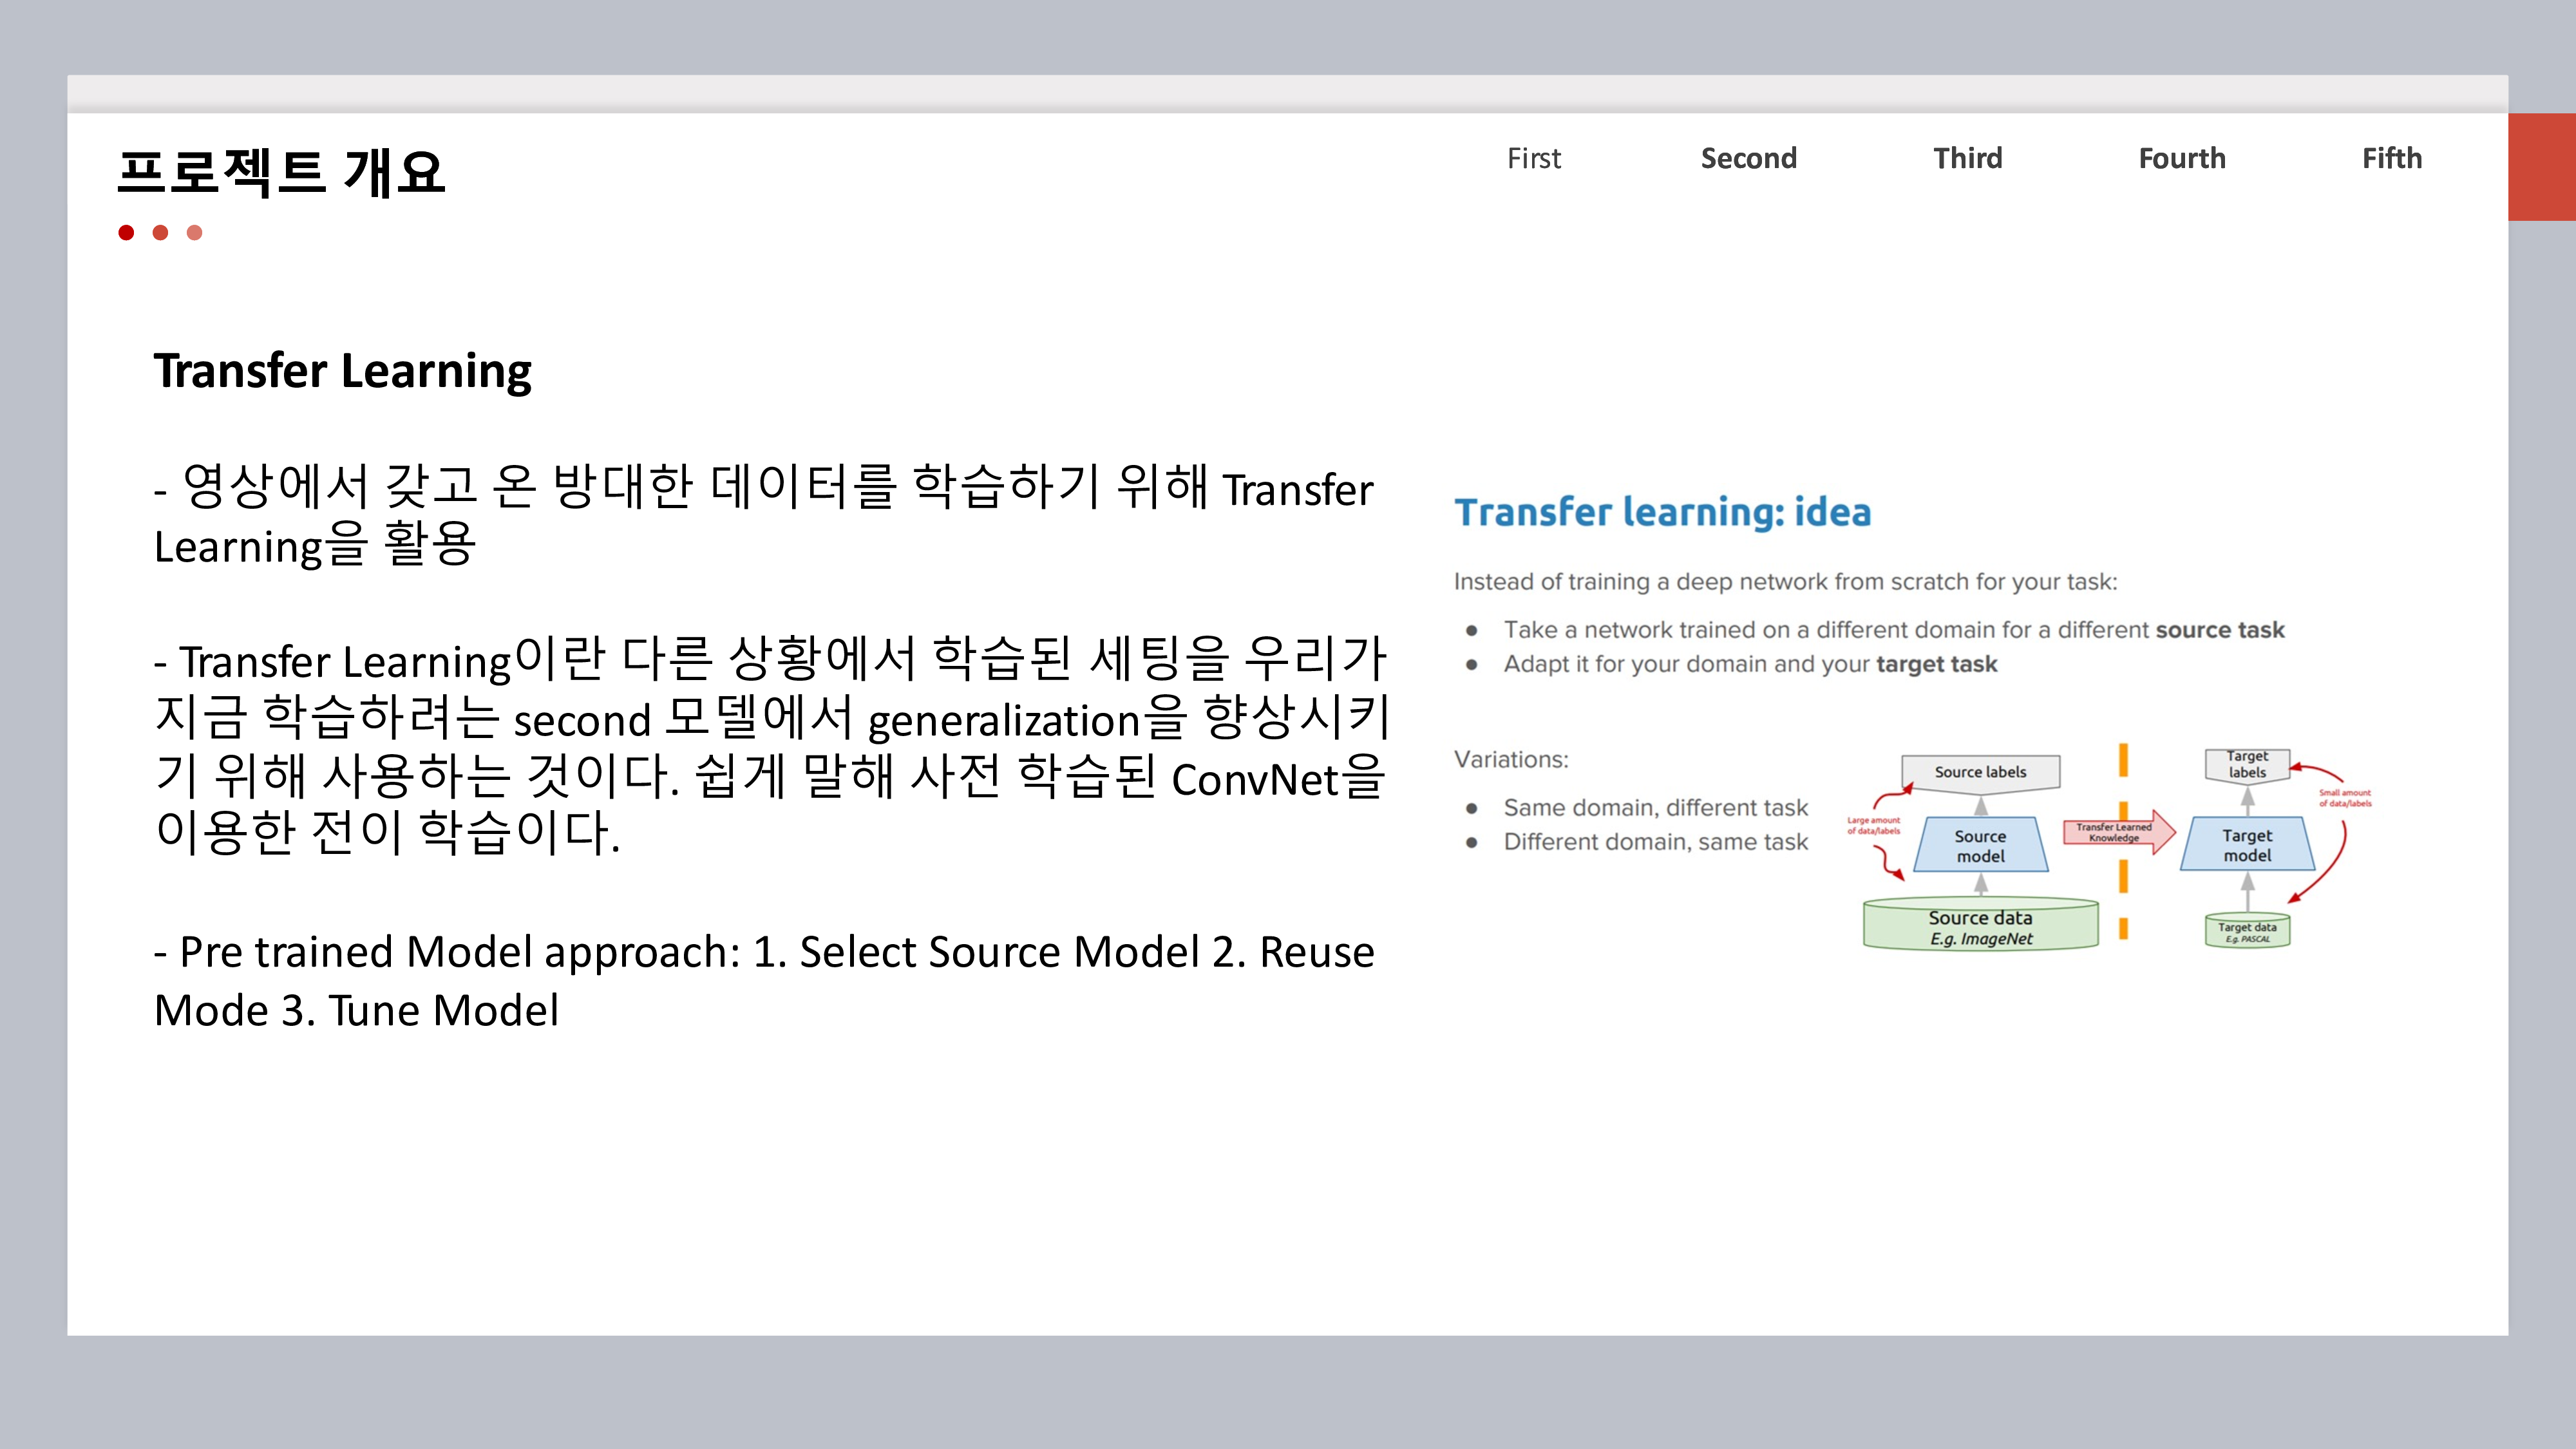 프로젝트 개요
First Second Third Fourth Fifth
Transfer Learning
- 영상에서 갖고 온 방대한 데이터를 학습하기 위해 Transfer
Learning을 활용
- Transfer Learning이란 다른 상황에서 학습된 세팅을 우리가
지금 학습하려는 second 모델에서 generalization을 향상시키
기 위해 사용하는 것이다. 쉽게 말해 사전 학습된 ConvNet을
이용한 전이 학습이다.
- Pre trained Model approach: 1. Select Source Model 2. Reuse
Mode 3. Tune Model
Transfer learning: idea
Instead of training a deep network from scratch for your task:
● Take a network trained on a different domain for a different source task
● Adapt it for your domain and your target task
Variations:
● Same domain, different task
● Different domain, same task
Source labels
Large amount
of data/labels
Source
model
Source data
E.g. ImageNet
Transfer Learned
Knowledge
Target
labels
Small amount
of data/labels
Target
model
Target data
E.g. PASCAL